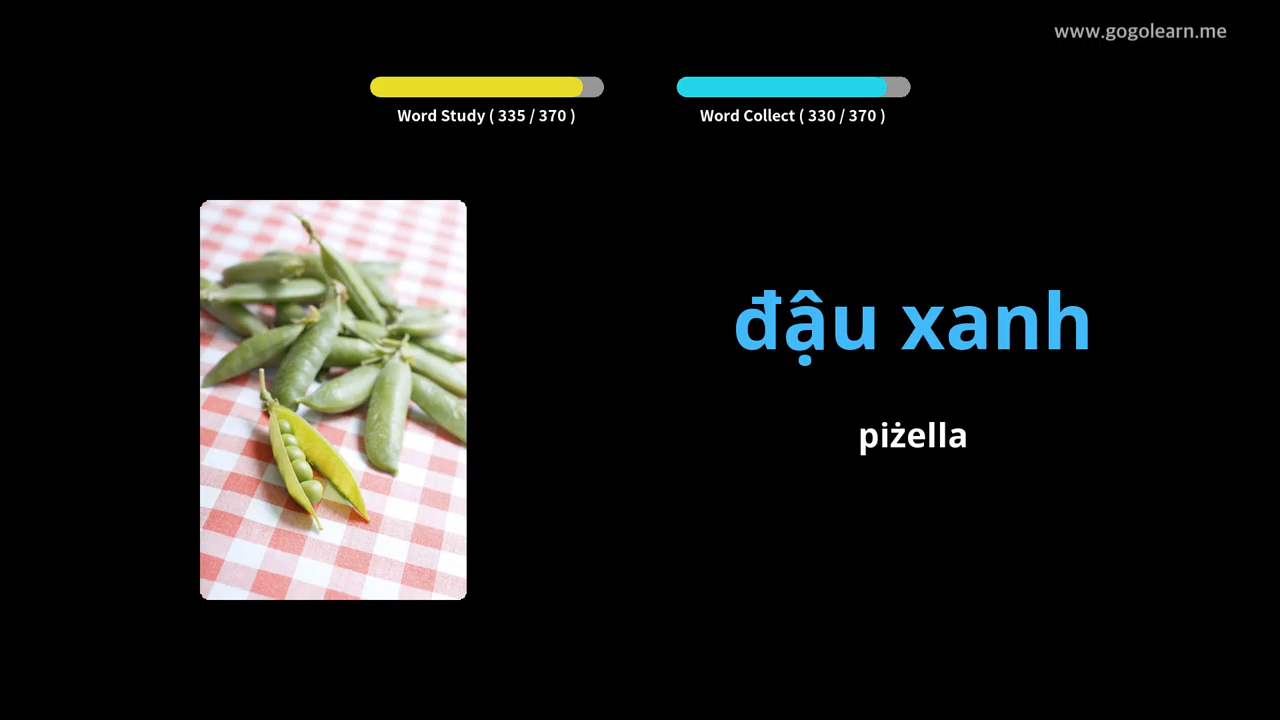 www.gogolearn.me
Word Study ( 335 / 370 )
Word Collect ( 330 / 370 )
đậu xanh
piżella